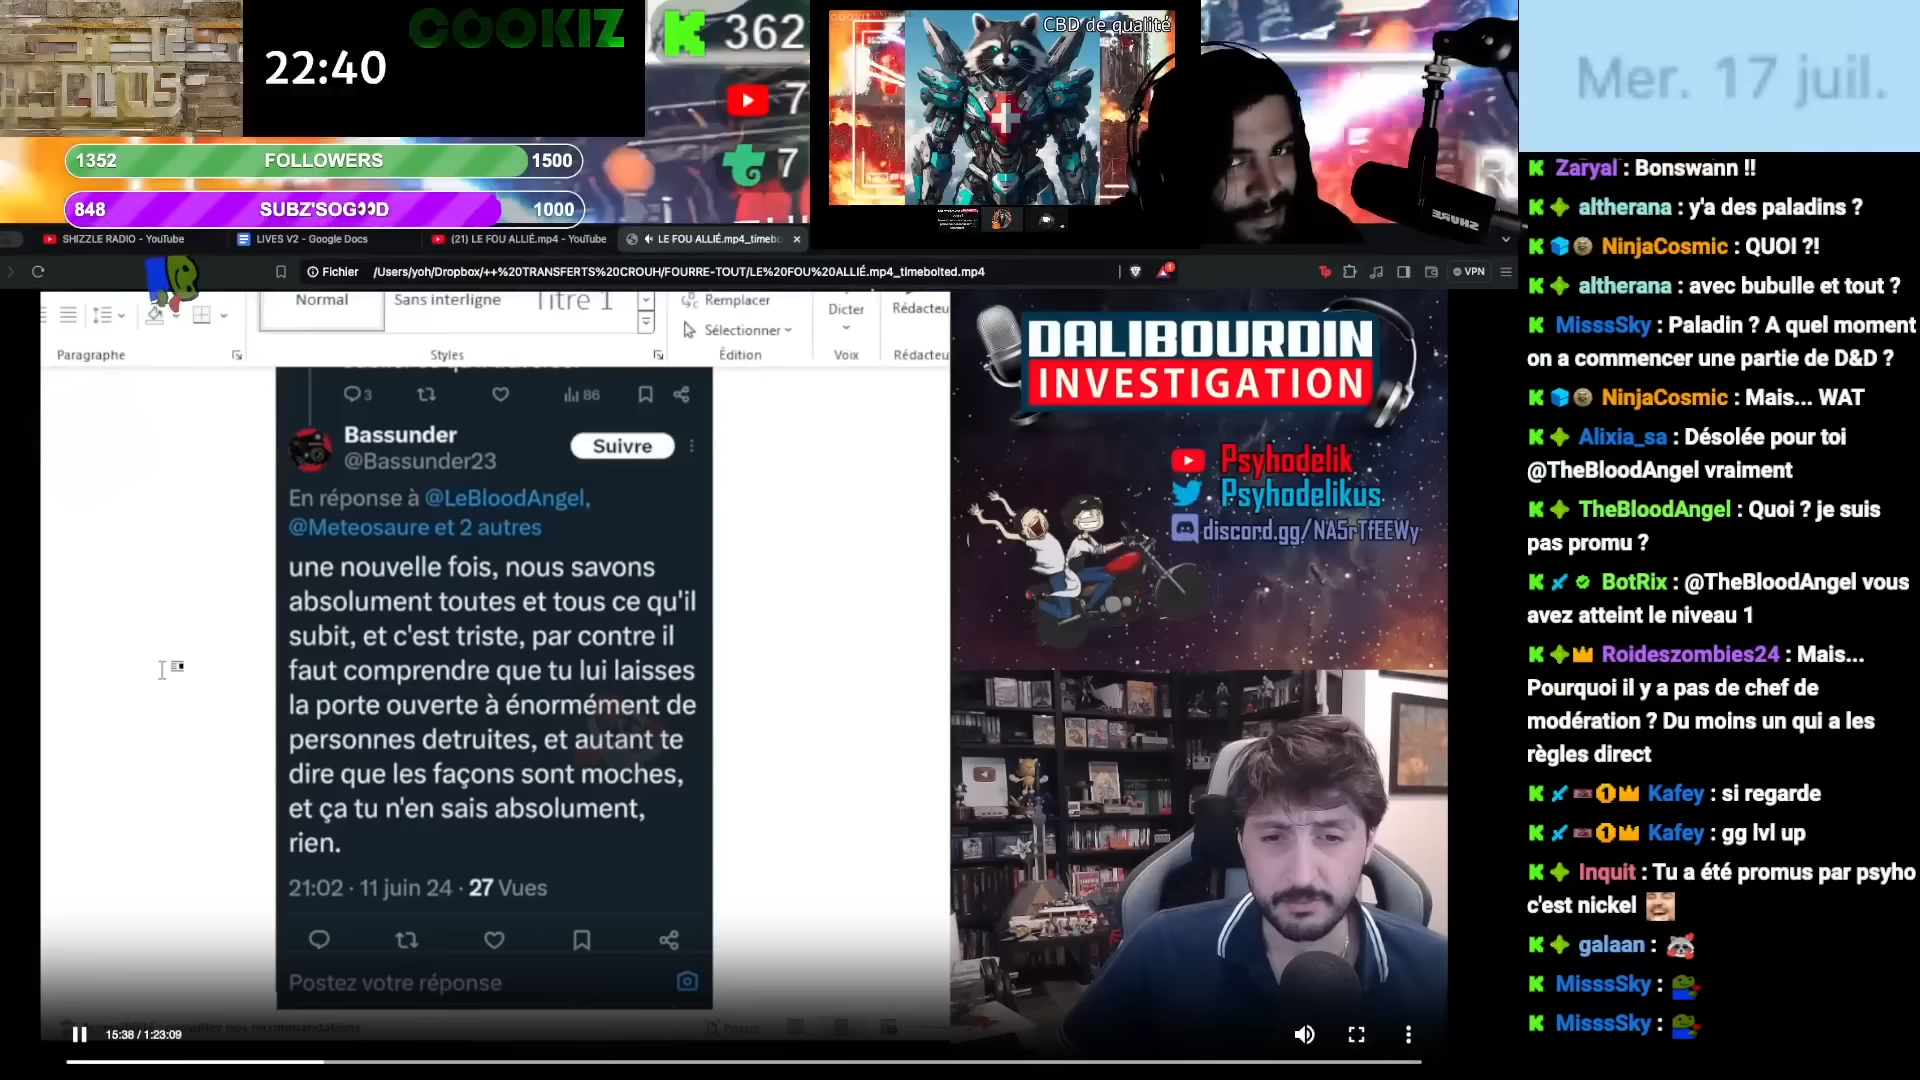 22:40
COOKIZ
362
7
7
CBD de qualité
Mer. 17 juil.
1352 FOLLOWERS 1500
848 SUBZ'SOG👀D 1000
SHIZZLE RADIO - YouTube
LIVES V2 - Google Docs
(21) LE FOU ALLIÉ.mp4 - YouTube
LE FOU ALLIÉ.mp4_timebo
Fichier /Users/yoh/Dropbox/++%20TRANSFERTS%20CROUH/FOURRE-TOUT/LE%20FOU%20ALLIÉ.mp4_timebolted.mp4
VPN
SHURE
Normal
Sans interligne
Titre 1
Remplacer
Sélectionner
Dicter
Rédacteu
Paragraphe
Styles
Édition
Voix
Rédacteu
3
86
Bassunder
@Bassunder23
Suivre
En réponse à @LeBloodAngel,
@Meteosaure et 2 autres
une nouvelle fois, nous savons
absolument toutes et tous ce qu'il
subit, et c'est triste, par contre il
faut comprendre que tu lui laisses
la porte ouverte à énormément de
personnes detruites, et autant te
dire que les façons sont moches,
et ça tu n'en sais absolument,
rien.
21:02 · 11 juin 24 · 27 Vues
Postez votre réponse
Focus
15:38 / 1:23:09
DALIBOURDIN
INVESTIGATION
Psyhodelik
Psyhodelikus
discord.gg/NA5rTfEEWy
Zaryal : Bonswann !!
altherana : y'a des paladins ?
NinjaCosmic : QUOI ?!
altherana : avec bubulle et tout ?
MisssSky : Paladin ? A quel moment
on a commencer une partie de D&D ?
NinjaCosmic : Mais... WAT
Alixia_sa : Désolée pour toi
@TheBloodAngel vraiment
TheBloodAngel : Quoi ? je suis
pas promu ?
BotRix : @TheBloodAngel vous
avez atteint le niveau 1
Roideszombies24 : Mais...
Pourquoi il y a pas de chef de
modération ? Du moins un qui a les
règles direct
Kafey : si regarde
Kafey : gg lvl up
Inquit : Tu a été promus par psyho
c'est nickel
galaan :
MisssSky :
MisssSky :